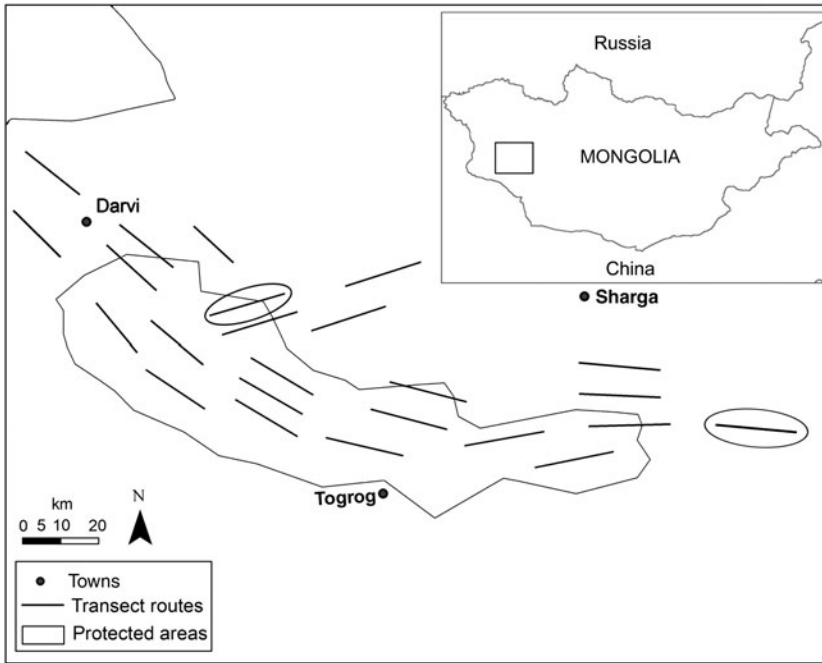 Russia
MONGOLIA
China
Darvi
Sharga
Togrog
km
0 5 10 20
N
Towns
Transect routes
Protected areas